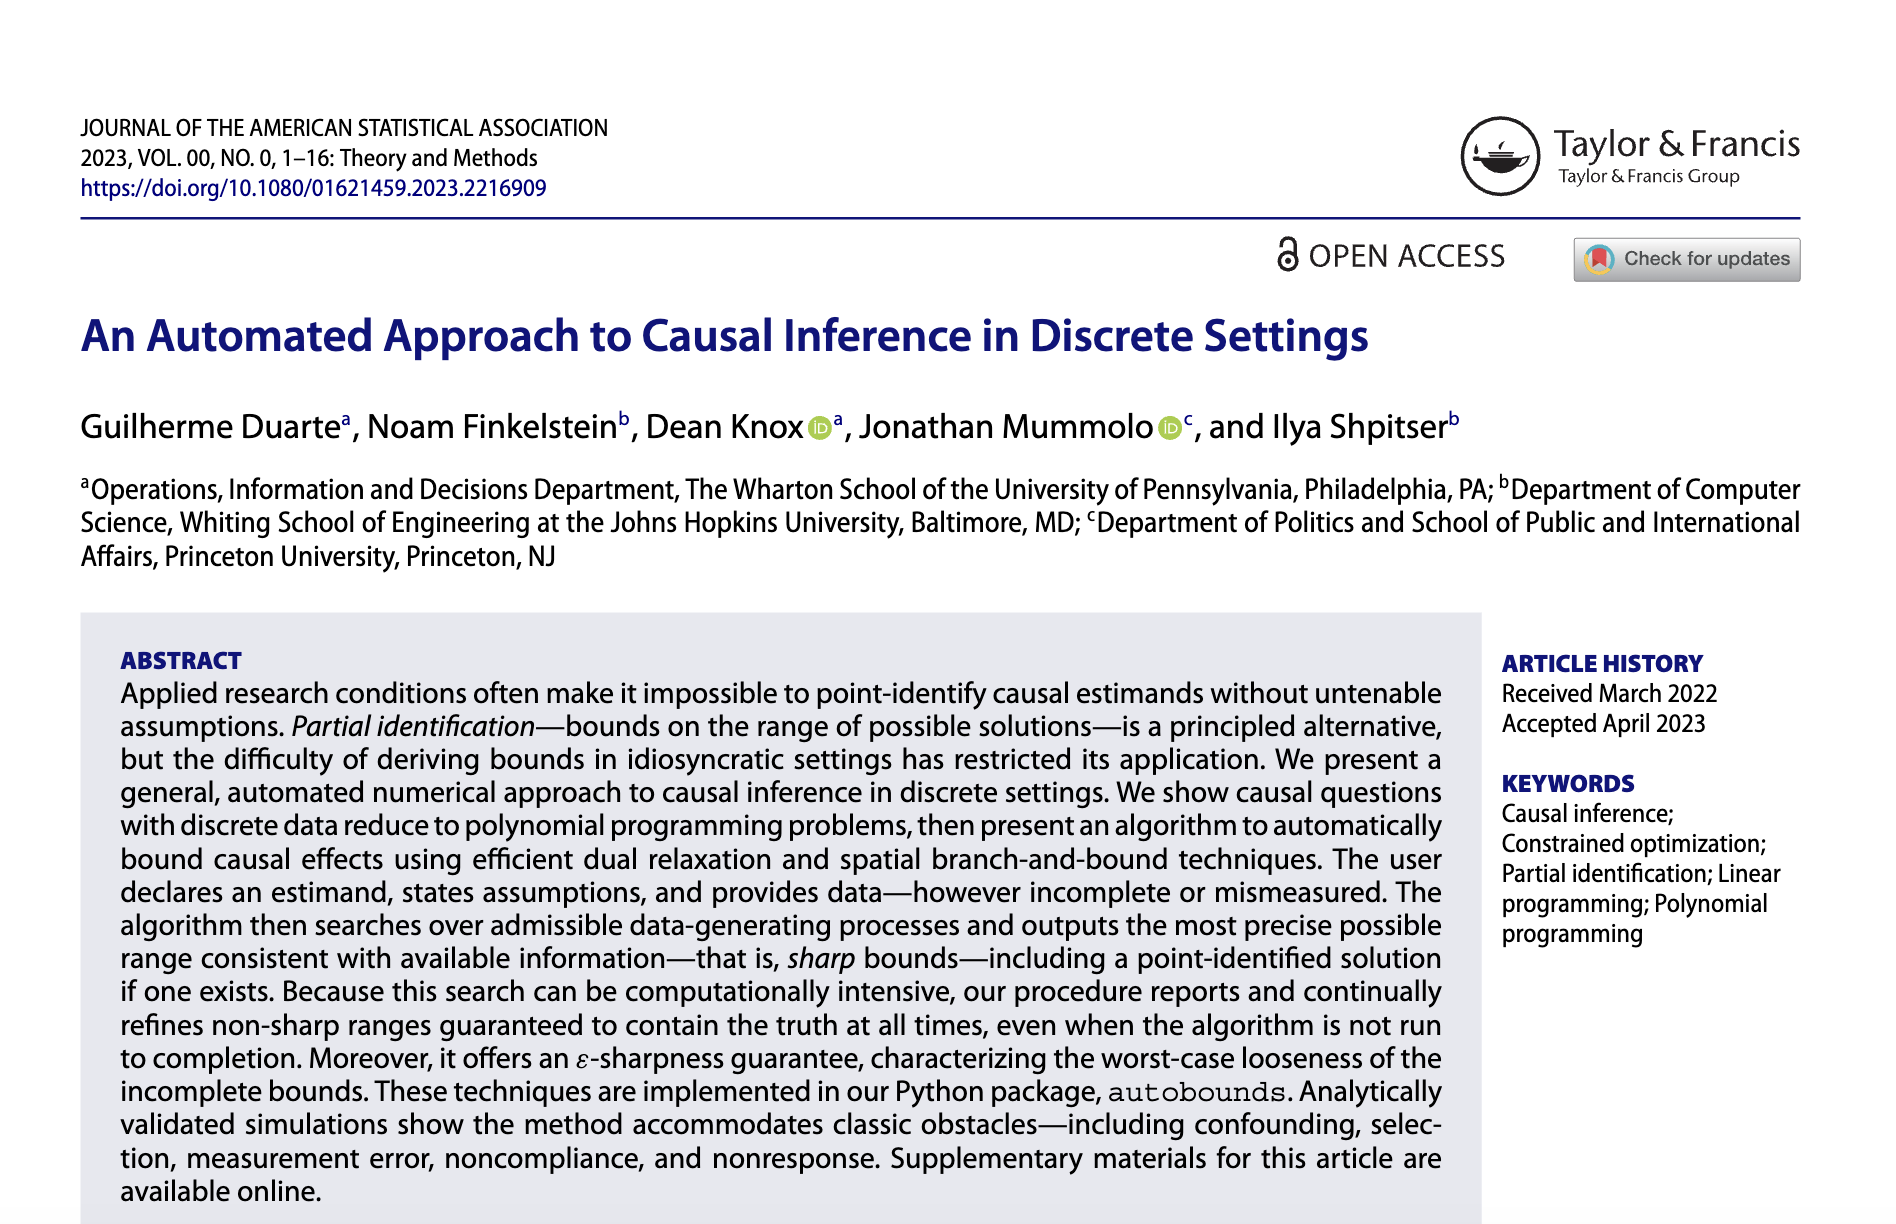 JOURNAL OF THE AMERICAN STATISTICAL ASSOCIATION
2023, VOL. 00, NO. 0, 1–16: Theory and Methods
https://doi.org/10.1080/01621459.2023.2216909
Taylor & Francis
Taylor & Francis Group
OPEN ACCESS
Check for updates
An Automated Approach to Causal Inference in Discrete Settings
Guilherme Duarteᵃ, Noam Finkelsteinᵇ, Dean Knox iD ᵃ, Jonathan Mummolo iD ᶜ, and Ilya Shpitserᵇ
ᵃOperations, Information and Decisions Department, The Wharton School of the University of Pennsylvania, Philadelphia, PA; ᵇDepartment of Computer
Science, Whiting School of Engineering at the Johns Hopkins University, Baltimore, MD; ᶜDepartment of Politics and School of Public and International
Affairs, Princeton University, Princeton, NJ
ABSTRACT
Applied research conditions often make it impossible to point-identify causal estimands without untenable
assumptions. Partial identification—bounds on the range of possible solutions—is a principled alternative,
but the difficulty of deriving bounds in idiosyncratic settings has restricted its application. We present a
general, automated numerical approach to causal inference in discrete settings. We show causal questions
with discrete data reduce to polynomial programming problems, then present an algorithm to automatically
bound causal effects using efficient dual relaxation and spatial branch-and-bound techniques. The user
declares an estimand, states assumptions, and provides data—however incomplete or mismeasured. The
algorithm then searches over admissible data-generating processes and outputs the most precise possible
range consistent with available information—that is, sharp bounds—including a point-identified solution
if one exists. Because this search can be computationally intensive, our procedure reports and continually
refines non-sharp ranges guaranteed to contain the truth at all times, even when the algorithm is not run
to completion. Moreover, it offers an ε-sharpness guarantee, characterizing the worst-case looseness of the
incomplete bounds. These techniques are implemented in our Python package, autobounds. Analytically
validated simulations show the method accommodates classic obstacles—including confounding, selec-
tion, measurement error, noncompliance, and nonresponse. Supplementary materials for this article are
available online.
ARTICLE HISTORY
Received March 2022
Accepted April 2023
KEYWORDS
Causal inference;
Constrained optimization;
Partial identification; Linear
programming; Polynomial
programming